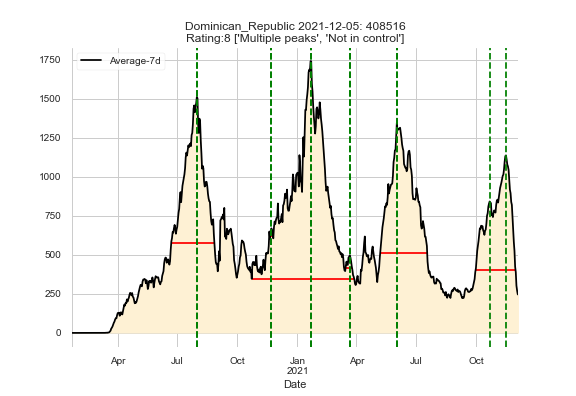 Dominican_Republic 2021-12-05: 408516
Rating:8 ['Multiple peaks', 'Not in control']
Average-7d
1750
1500
1250
1000
750
500
250
0
Apr
Jul
Oct
Jan
2021
Apr
Jul
Oct
Date